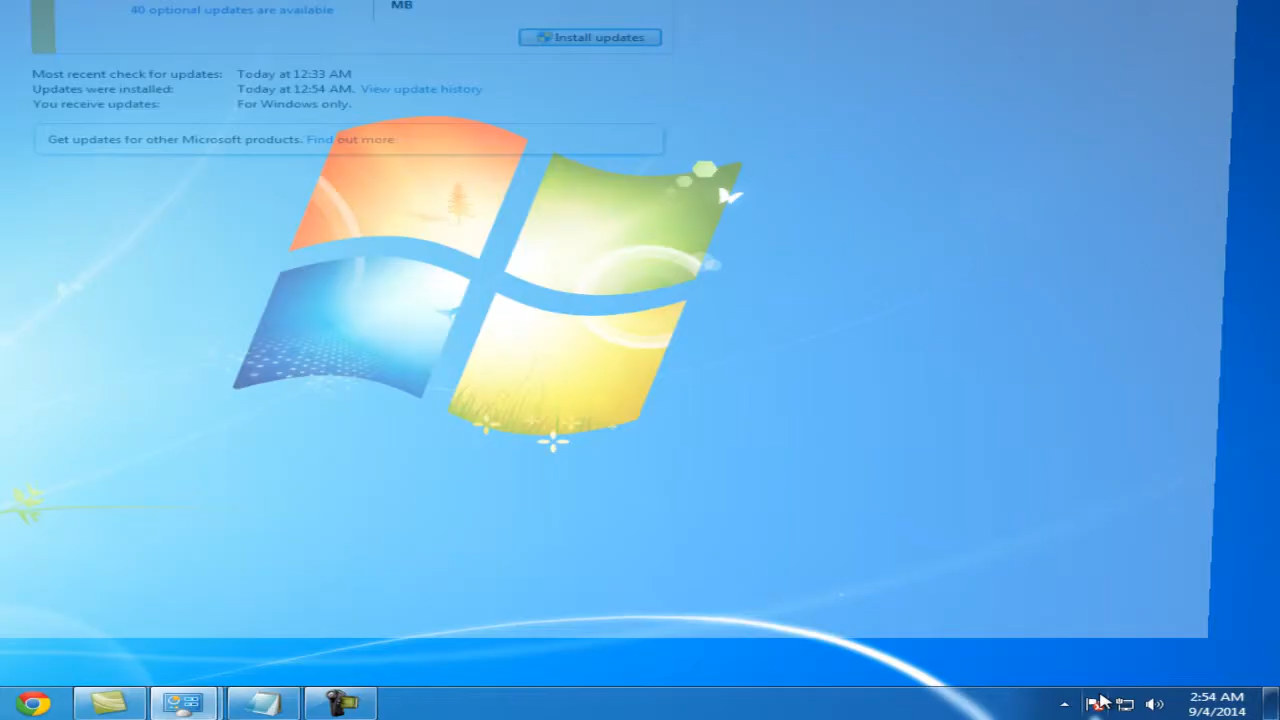 40 optional updates are available
MB
Install updates
Most recent check for updates: Today at 12:33 AM
Updates were installed: Today at 12:54 AM. View update history
You receive updates: For Windows only.
Get updates for other Microsoft products. Find out more
2:54 AM
9/4/2014